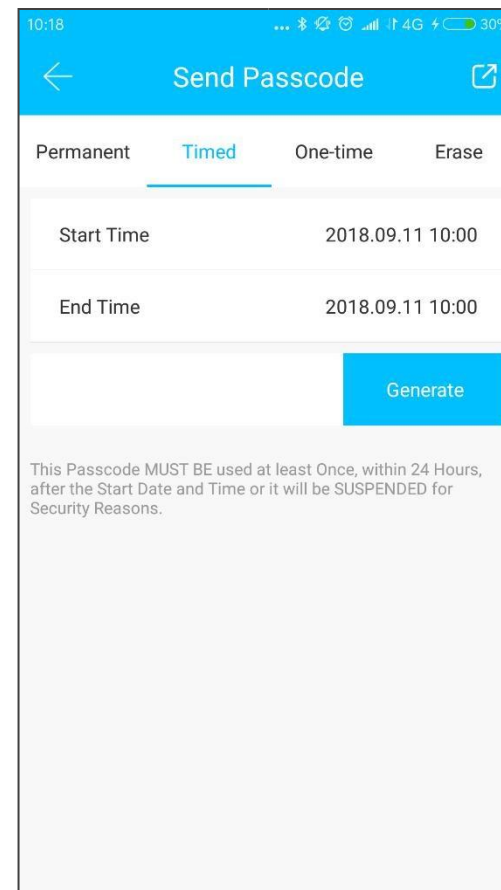 10:18 ... 4G 30%
Send Passcode
Permanent Timed One-time Erase
Start Time 2018.09.11 10:00
End Time 2018.09.11 10:00
Generate
This Passcode MUST BE used at least Once, within 24 Hours,
after the Start Date and Time or it will be SUSPENDED for
Security Reasons.